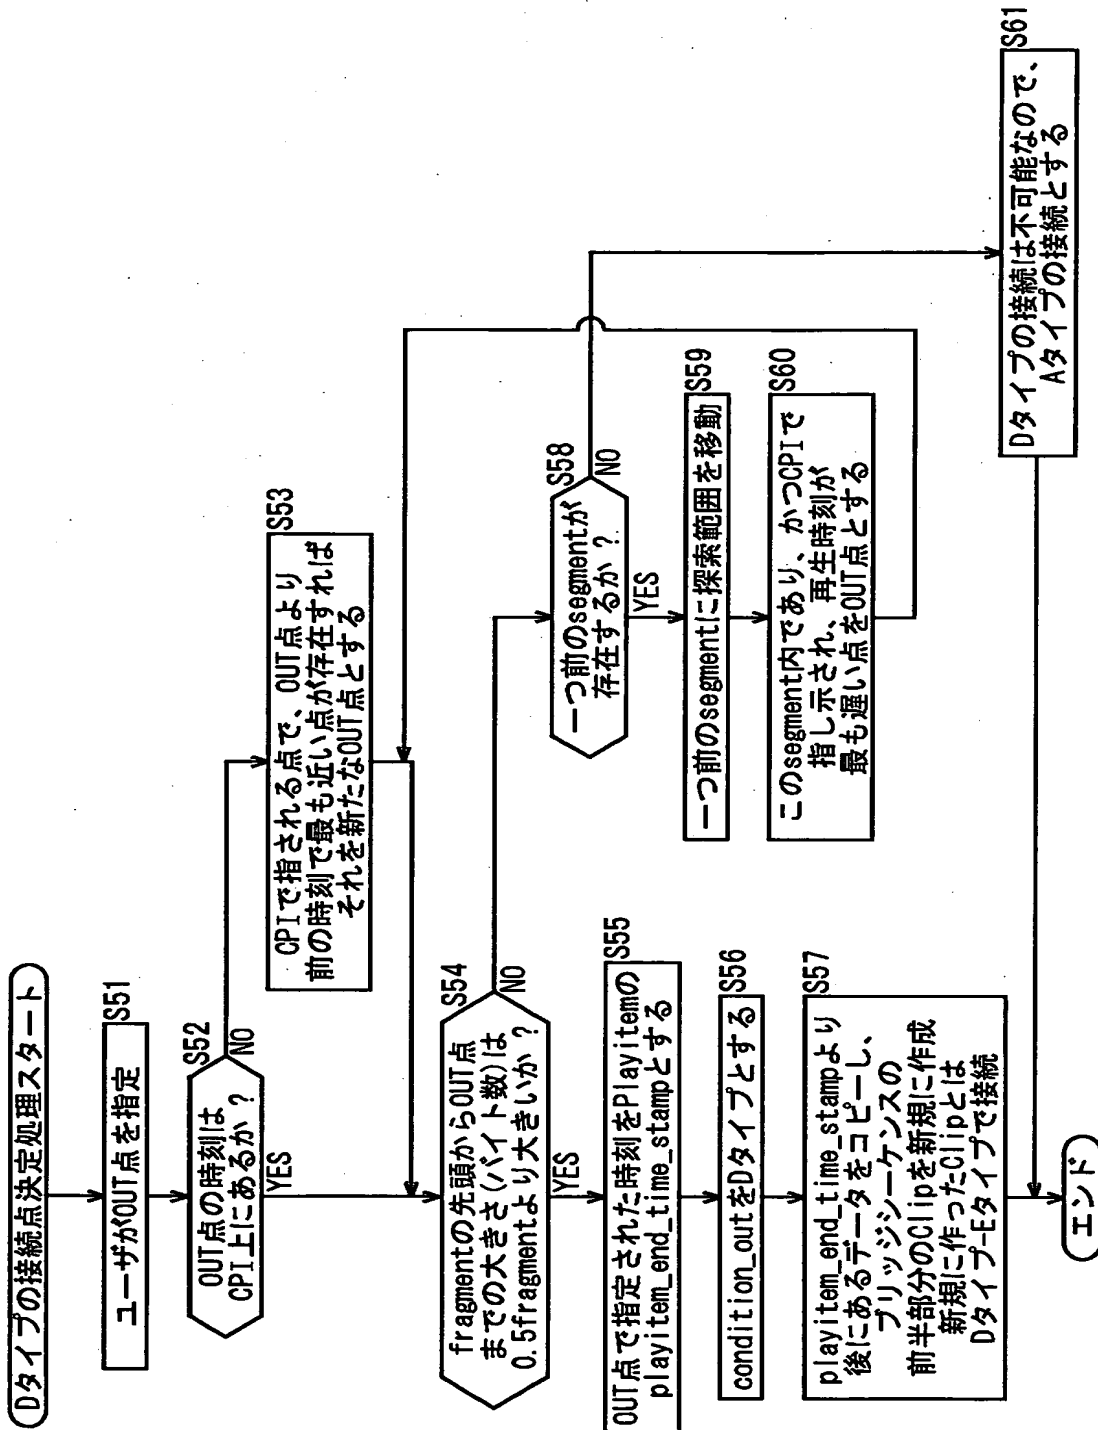 Dタイプの接続点決定処理スタート
S51
ユーザがOUT点を指定
S52
OUT点の時刻は
CPI上にあるか?
NO
YES
S53
CPIで指される点で、OUT点より
前の時刻で最も近い点が存在すれば
それを新たなOUT点とする
S54
fragmentの先頭からOUT点
までの大きさ(バイト数)は
0.5fragmentより大きいか?
NO
YES
S55
OUT点で指定された時刻をPlayitemの
playitem_end_time_stampとする
S56
condition_outをDタイプとする
S57
playitem_end_time_stampより
後にあるデータをコピーし、
ブリッジシーケンスの
前半部分のClipを新規に作成
新規に作ったClipとは
Dタイプ-Eタイプで接続
S58
一つ前のsegmentが
存在するか?
NO
YES
S59
一つ前のsegmentに探索範囲を移動
S60
このsegment内であり、かつCPIで
指し示され、再生時刻が
最も遅い点をOUT点とする
S61
Dタイプの接続は不可能なので、
Aタイプの接続とする
エンド